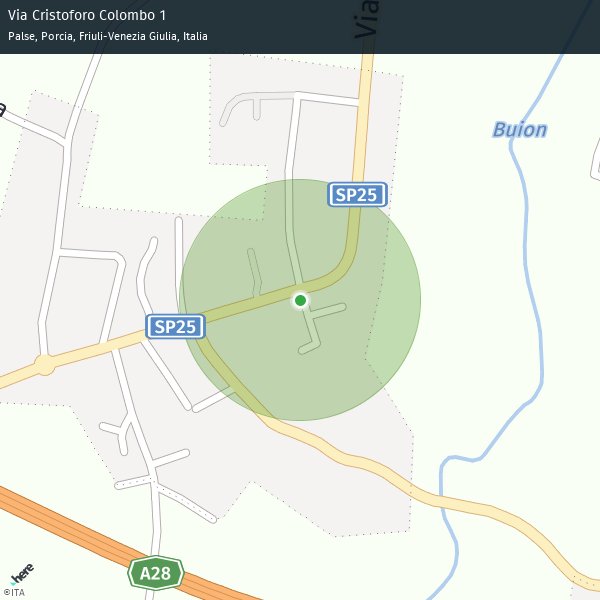 Via Cristoforo Colombo 1
Palse, Porcia, Friuli-Venezia Giulia, Italia
Via
a
Buion
SP25
SP25
A28
here
©ITA